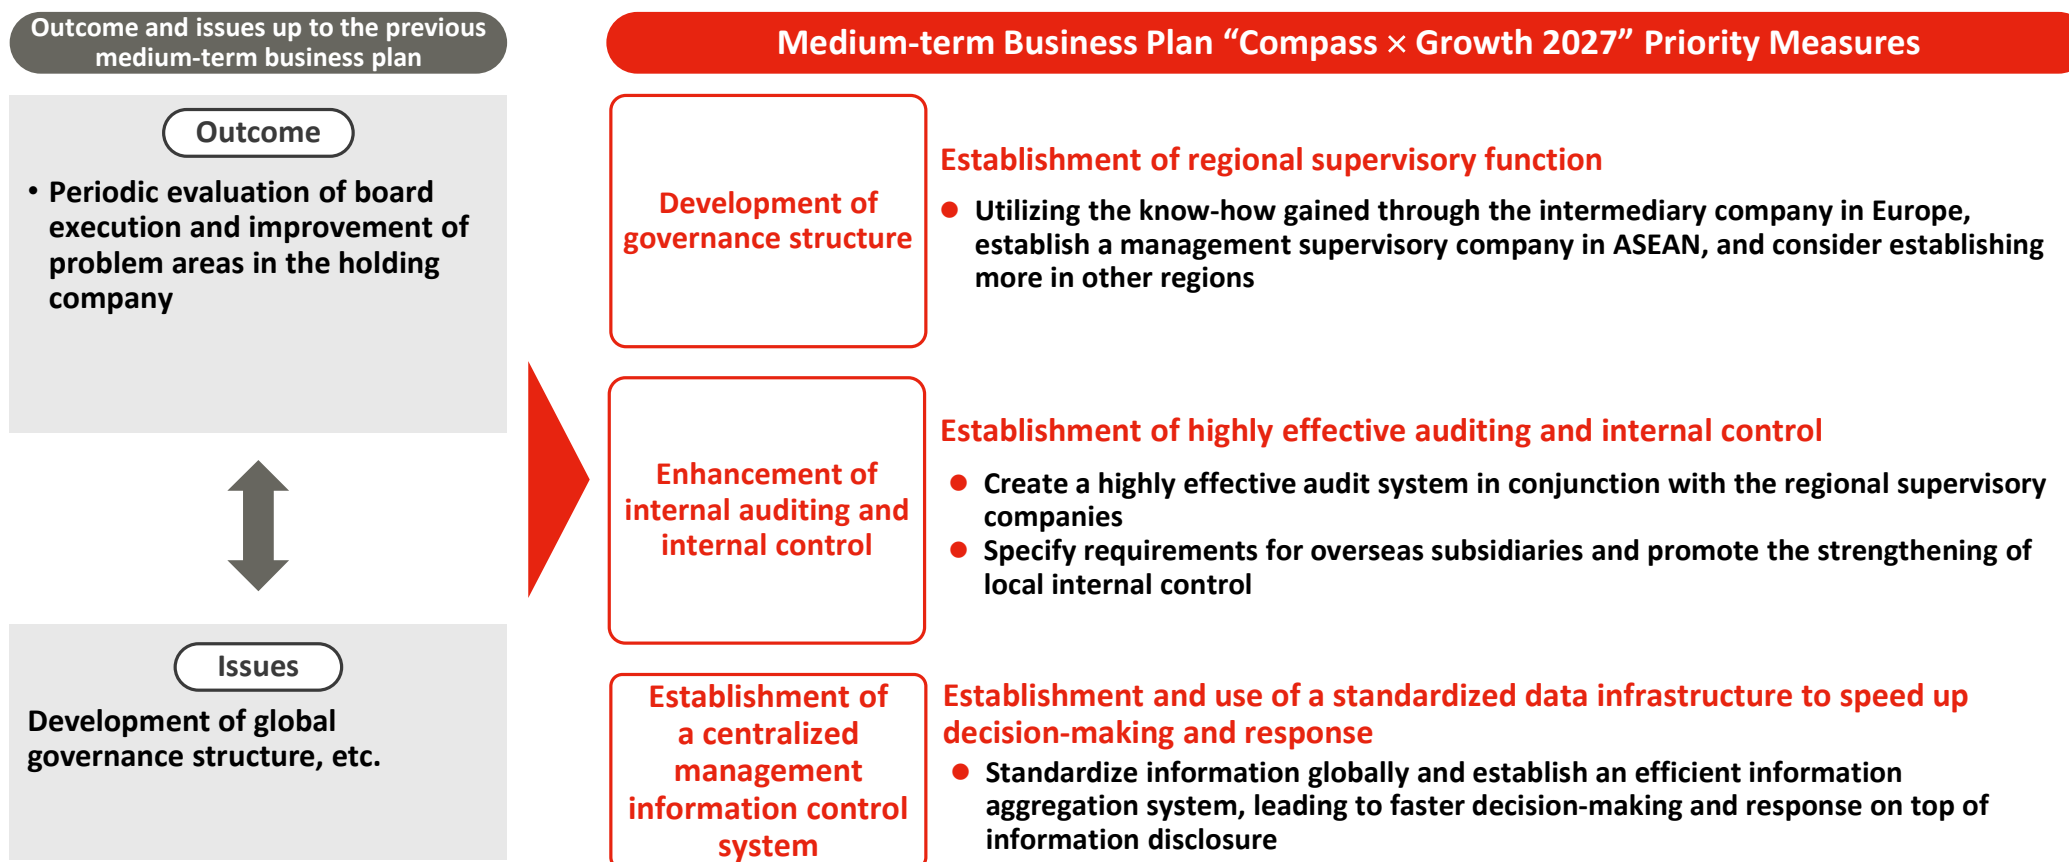 Outcome and issues up to the previous
medium-term business plan
Outcome
• Periodic evaluation of board
execution and improvement of
problem areas in the holding
company
Issues
Development of global
governance structure, etc.
Medium-term Business Plan “Compass × Growth 2027” Priority Measures
Development of
governance structure
Establishment of regional supervisory function
● Utilizing the know-how gained through the intermediary company in Europe,
establish a management supervisory company in ASEAN, and consider establishing
more in other regions
Enhancement of
internal auditing and
internal control
Establishment of highly effective auditing and internal control
● Create a highly effective audit system in conjunction with the regional supervisory
companies
● Specify requirements for overseas subsidiaries and promote the strengthening of
local internal control
Establishment of
a centralized
management
information control
system
Establishment and use of a standardized data infrastructure to speed up
decision-making and response
● Standardize information globally and establish an efficient information
aggregation system, leading to faster decision-making and response on top of
information disclosure